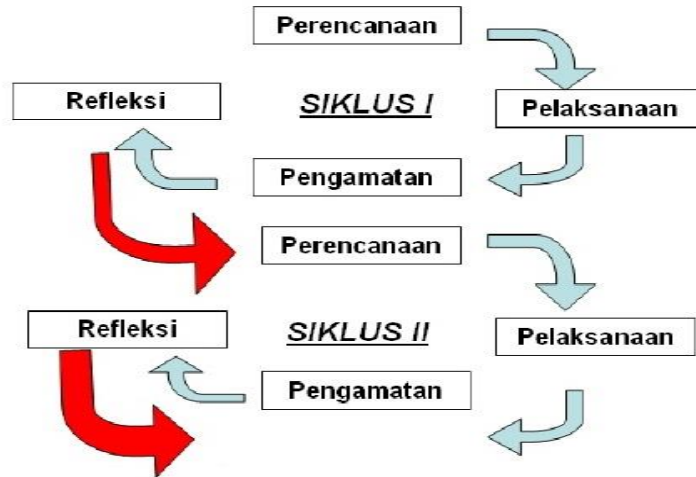 Perencanaan
Refleksi
SIKLUS I
Pelaksanaan
Pengamatan
Perencanaan
Refleksi
SIKLUS II
Pelaksanaan
Pengamatan